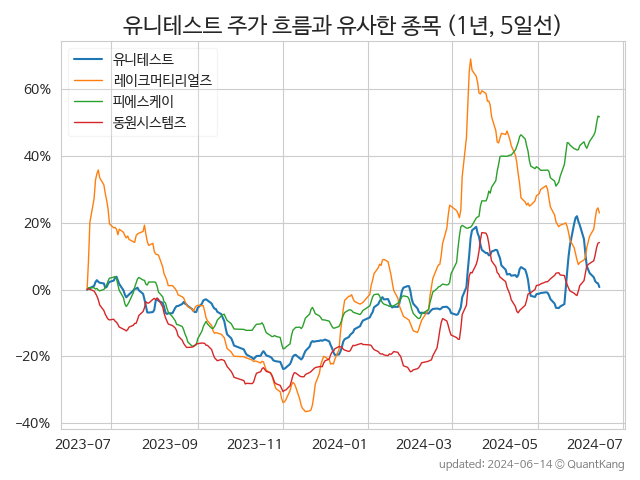 유니테스트 주가 흐름과 유사한 종목 (1년, 5일선)
유니테스트
레이크머티리얼즈
피에스케이
동원시스템즈
60%
40%
20%
0%
−20%
−40%
2023-07
2023-09
2023-11
2024-01
2024-03
2024-05
2024-07
updated: 2024-06-14 © QuantKang